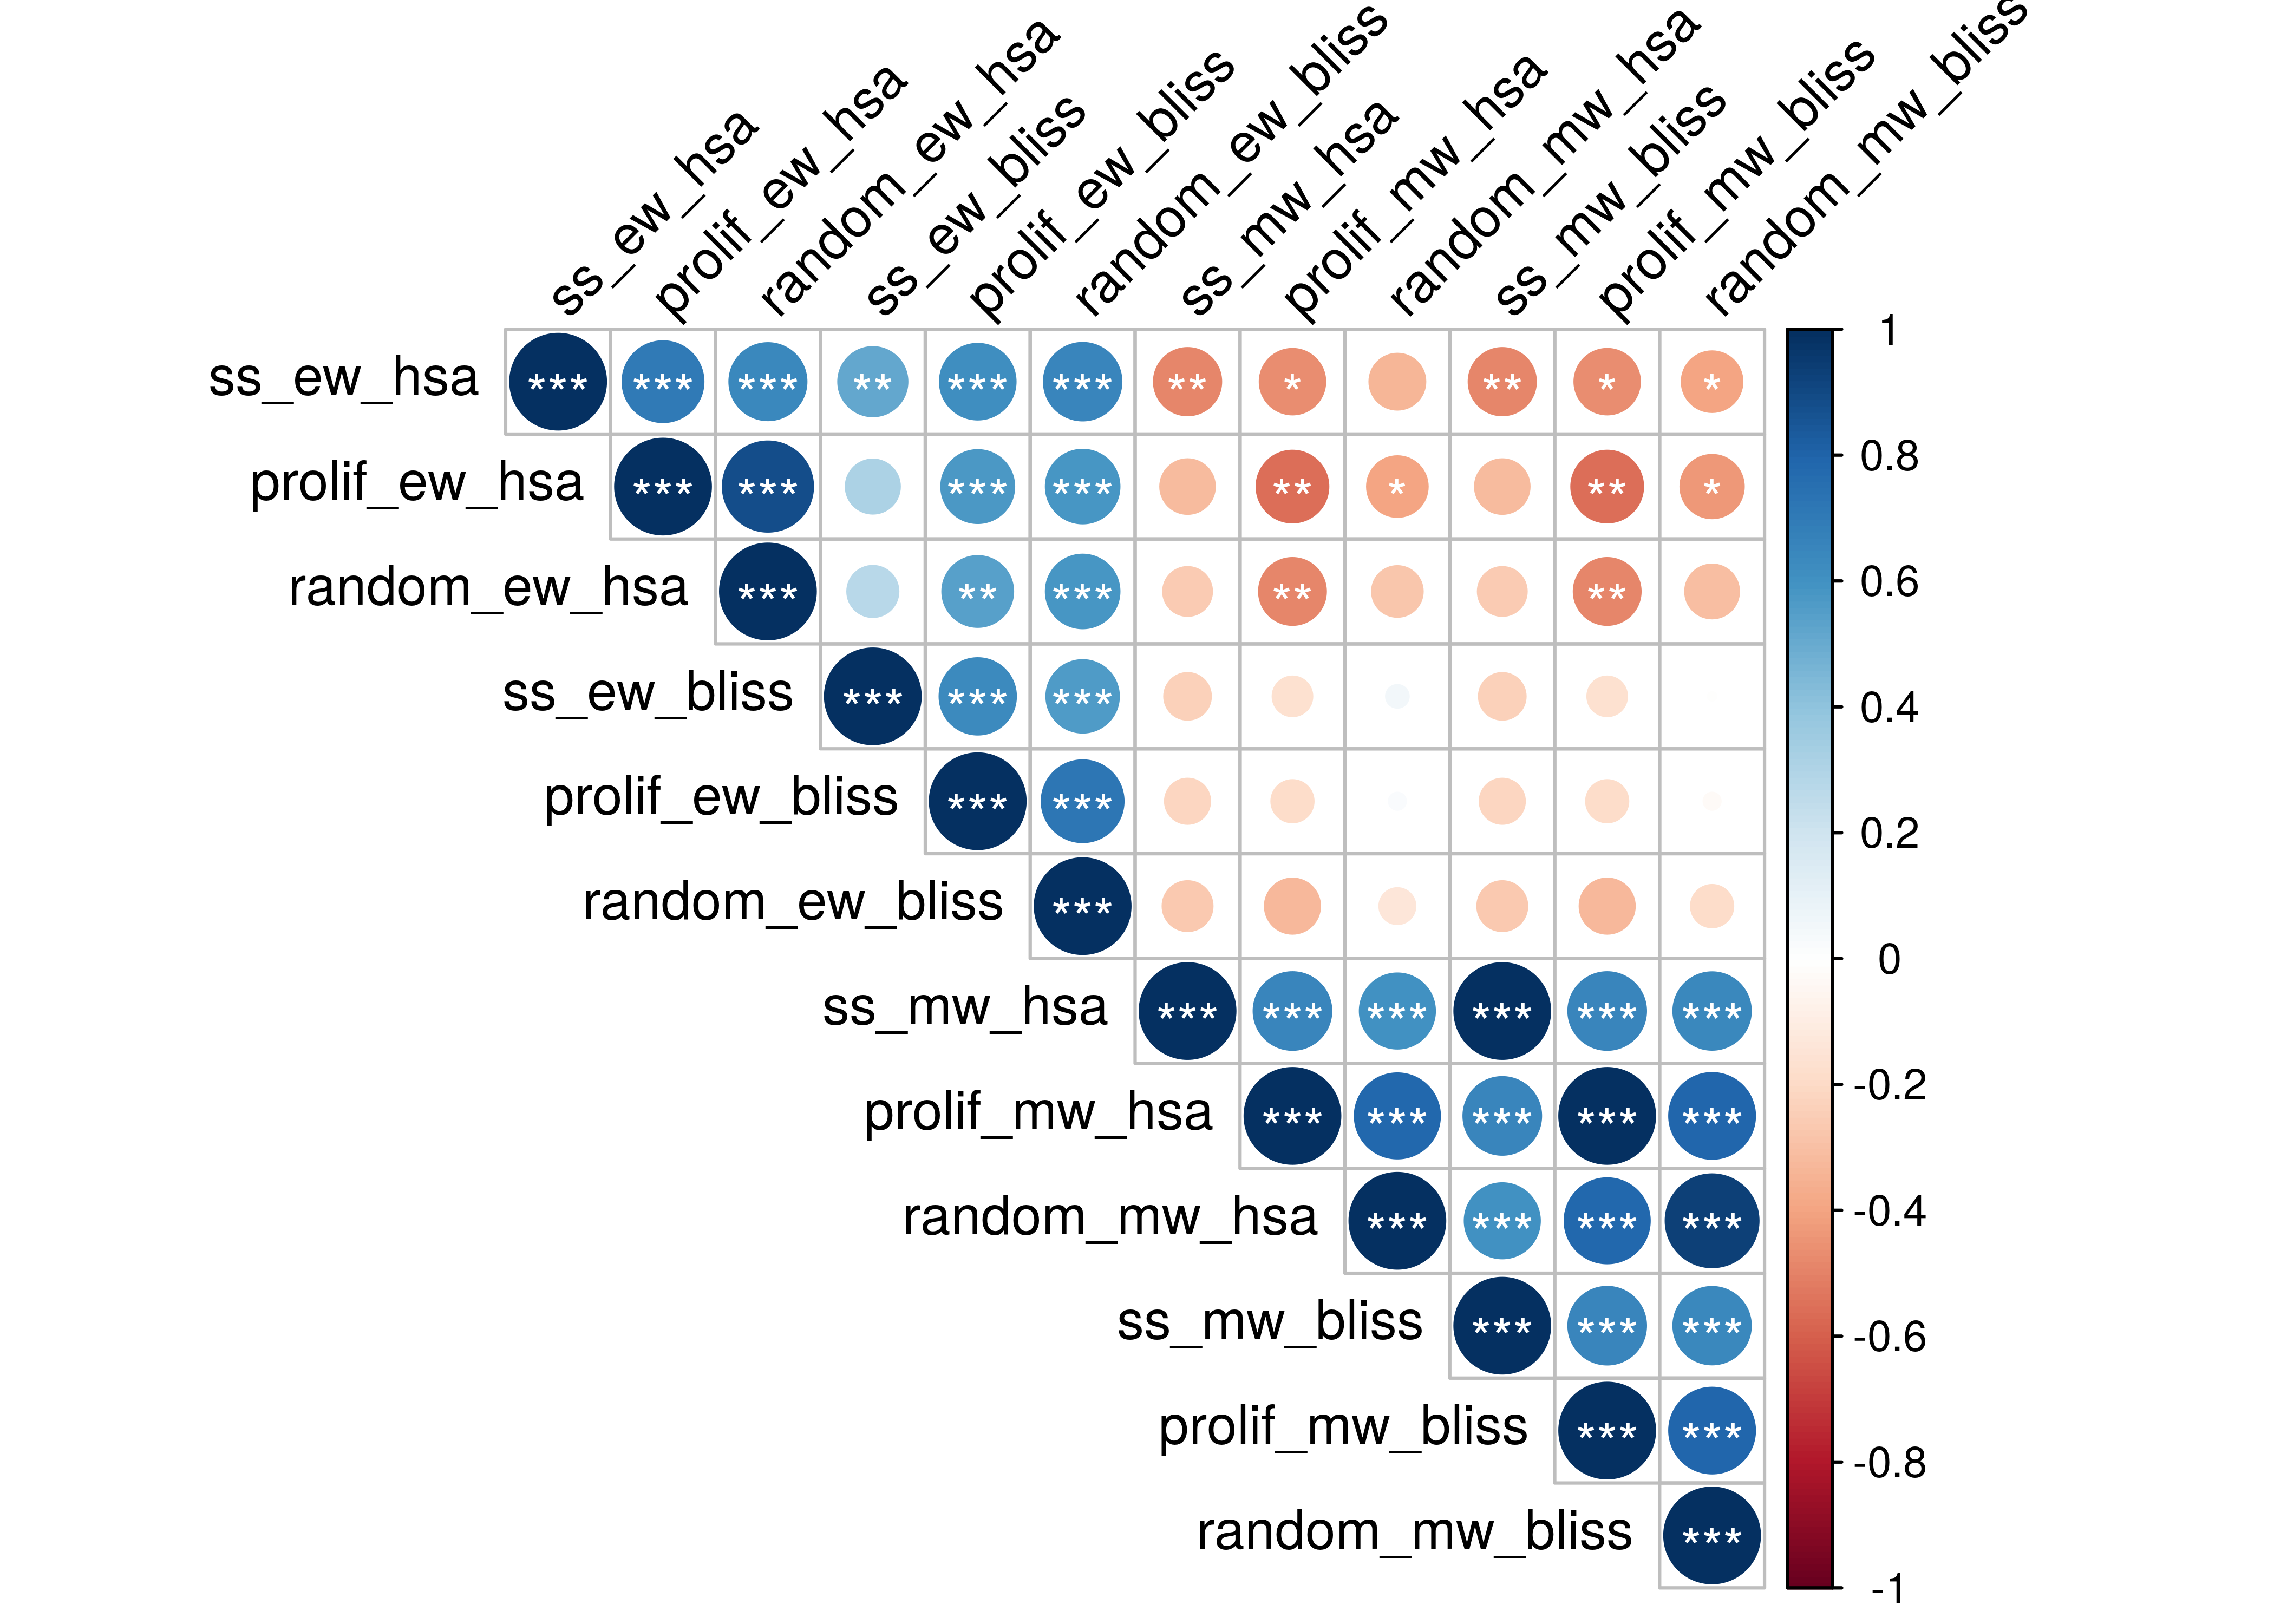 ss_ew_hsa
prolif_ew_hsa
random_ew_hsa
ss_ew_bliss
prolif_ew_bliss
random_ew_bliss
ss_mw_hsa
prolif_mw_hsa
random_mw_hsa
ss_mw_bliss
prolif_mw_bliss
random_mw_bliss
ss_ew_hsa *** *** *** ** *** *** ** * ** * *
prolif_ew_hsa *** *** *** *** ** * ** *
random_ew_hsa *** ** *** ** **
ss_ew_bliss *** *** ***
prolif_ew_bliss *** ***
random_ew_bliss ***
ss_mw_hsa *** *** *** *** *** ***
prolif_mw_hsa *** *** *** *** ***
random_mw_hsa *** *** *** ***
ss_mw_bliss *** *** ***
prolif_mw_bliss *** ***
random_mw_bliss ***
1
0.8
0.6
0.4
0.2
0
-0.2
-0.4
-0.6
-0.8
-1